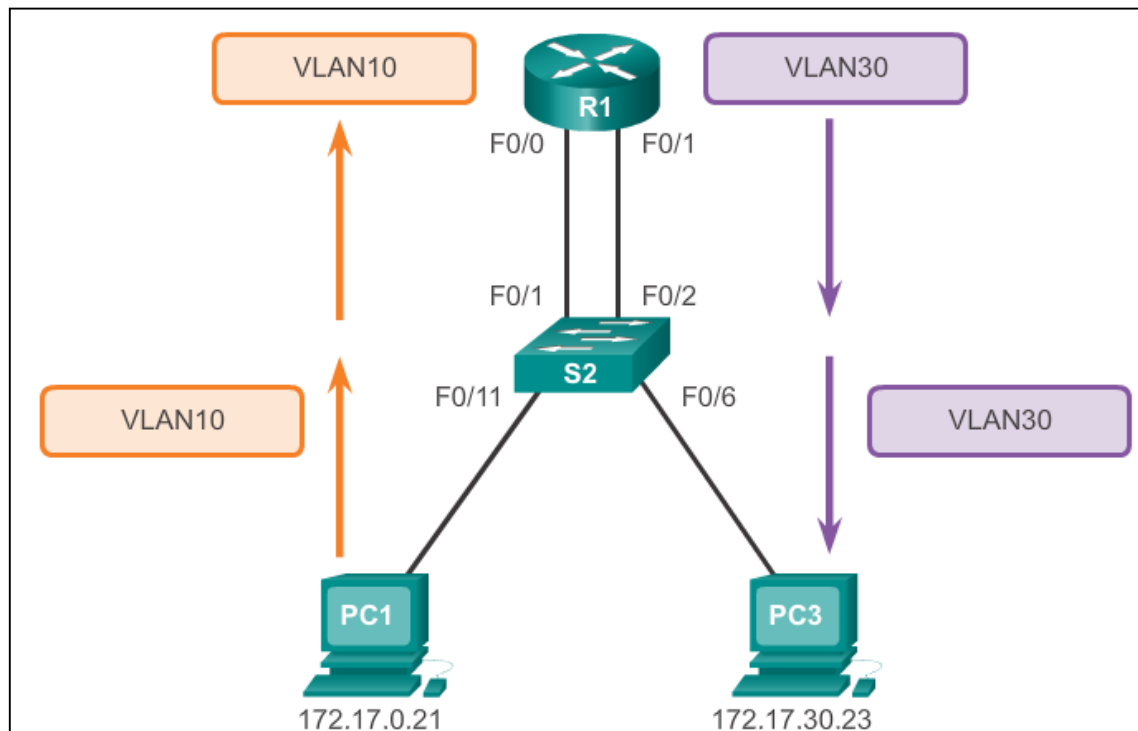 VLAN10
VLAN30
R1
F0/0
F0/1
F0/1
F0/2
S2
F0/11
F0/6
VLAN10
VLAN30
PC1
PC3
172.17.0.21
172.17.30.23